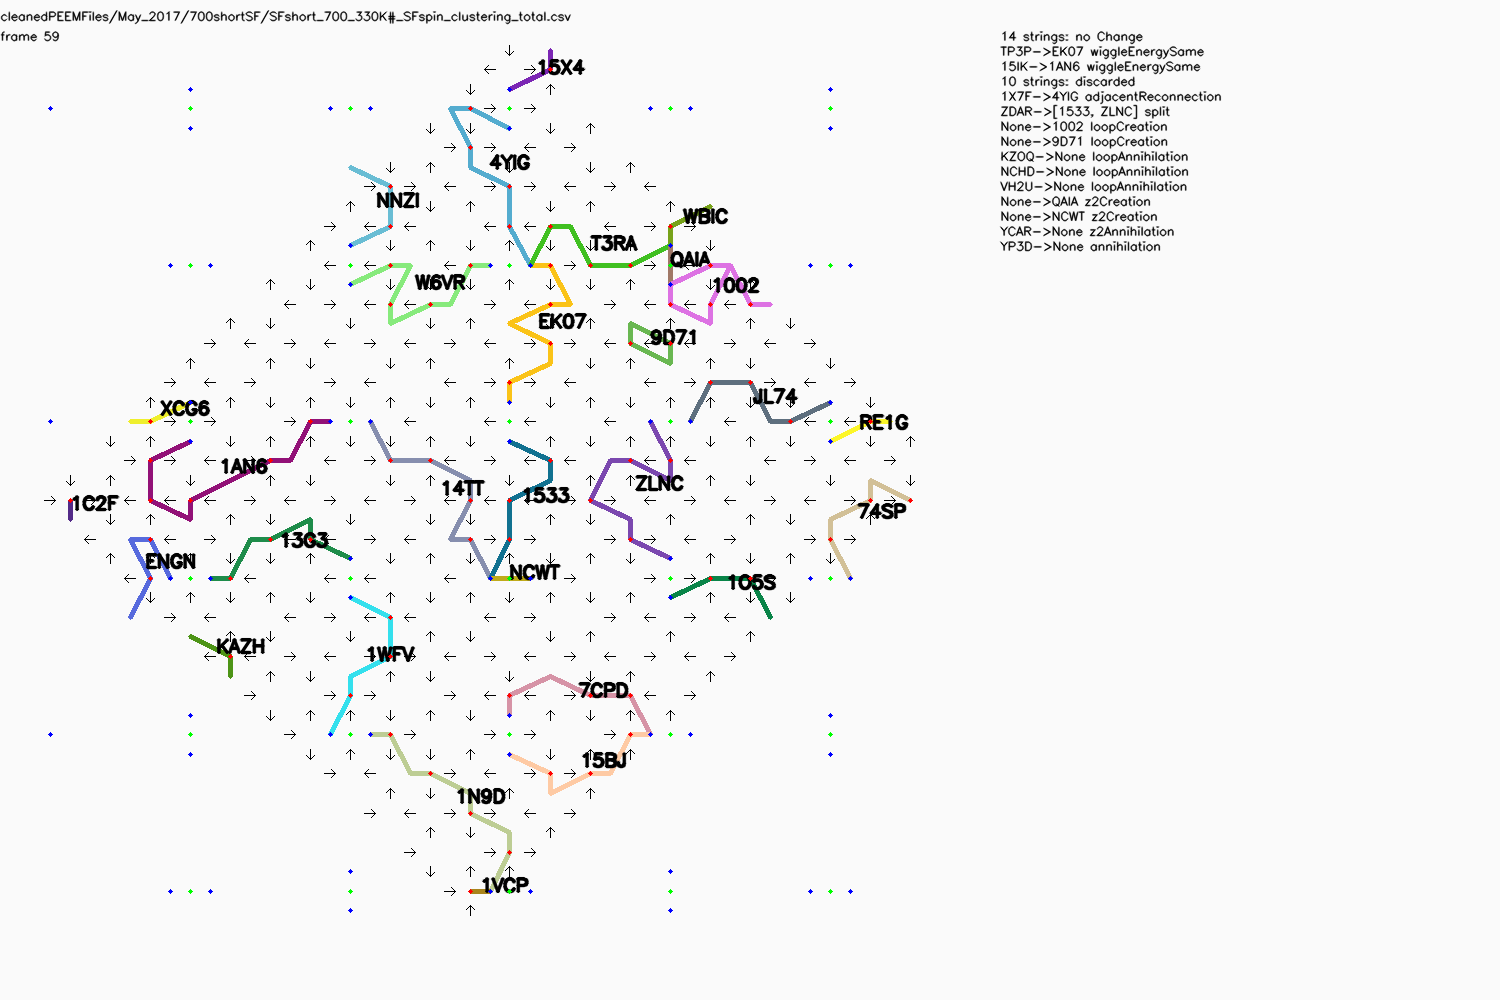 cleanedPEEMFiles/May_2017/700shortSF/SFshort_700_330K#_SFspin_clustering_total.csv
frame 59
14 strings: no Change
TP3P->EK07 wiggleEnergySame
15IK->1AN6 wiggleEnergySame
10 strings: discarded
1X7F->4YIG adjacentReconnection
ZDAR->[1533, ZLNC] split
None->1002 loopCreation
None->9D71 loopCreation
KZOQ->None loopAnnihilation
NCHD->None loopAnnihilation
VH2U->None loopAnnihilation
None->QAIA z2Creation
None->NCWT z2Creation
YCAR->None z2Annihilation
YP3D->None annihilation
15X4
4YIG
NNZI
WBIC
T3RA
QAIA
W6VR
1002
EK07
9D71
JL74
XCG6
RE1G
1AN6
ZLNC
14TT
1533
1C2F
74SP
13G3
ENGN
NCWT
1O5S
KAZH
1WFV
7CPD
15BJ
1N9D
1VCP